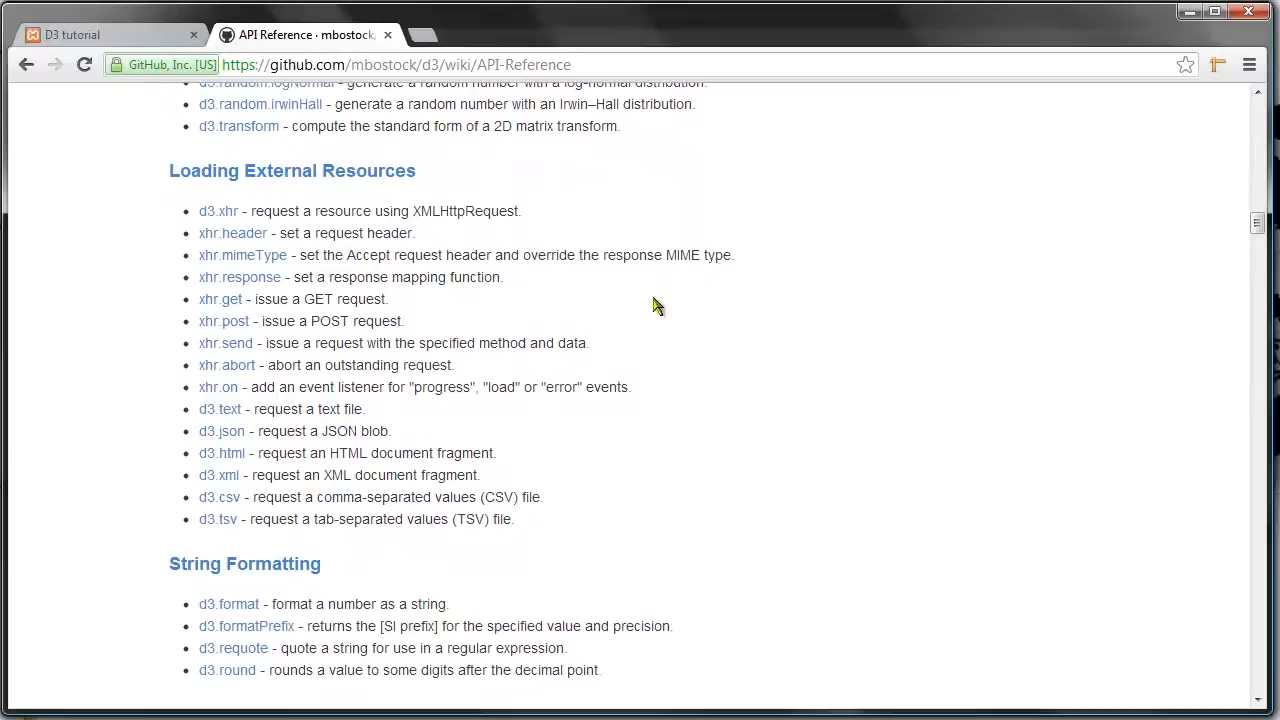 D3 tutorial
API Reference · mbostock
GitHub, Inc. [US] https://github.com/mbostock/d3/wiki/API-Reference
d3.random.logNormal - generate a random number with a log-normal distribution.
d3.random.irwinHall - generate a random number with an Irwin–Hall distribution.
d3.transform - compute the standard form of a 2D matrix transform.
Loading External Resources
d3.xhr - request a resource using XMLHttpRequest.
xhr.header - set a request header.
xhr.mimeType - set the Accept request header and override the response MIME type.
xhr.response - set a response mapping function.
xhr.get - issue a GET request.
xhr.post - issue a POST request.
xhr.send - issue a request with the specified method and data.
xhr.abort - abort an outstanding request.
xhr.on - add an event listener for "progress", "load" or "error" events.
d3.text - request a text file.
d3.json - request a JSON blob.
d3.html - request an HTML document fragment.
d3.xml - request an XML document fragment.
d3.csv - request a comma-separated values (CSV) file.
d3.tsv - request a tab-separated values (TSV) file.
String Formatting
d3.format - format a number as a string.
d3.formatPrefix - returns the [SI prefix] for the specified value and precision.
d3.requote - quote a string for use in a regular expression.
d3.round - rounds a value to some digits after the decimal point.